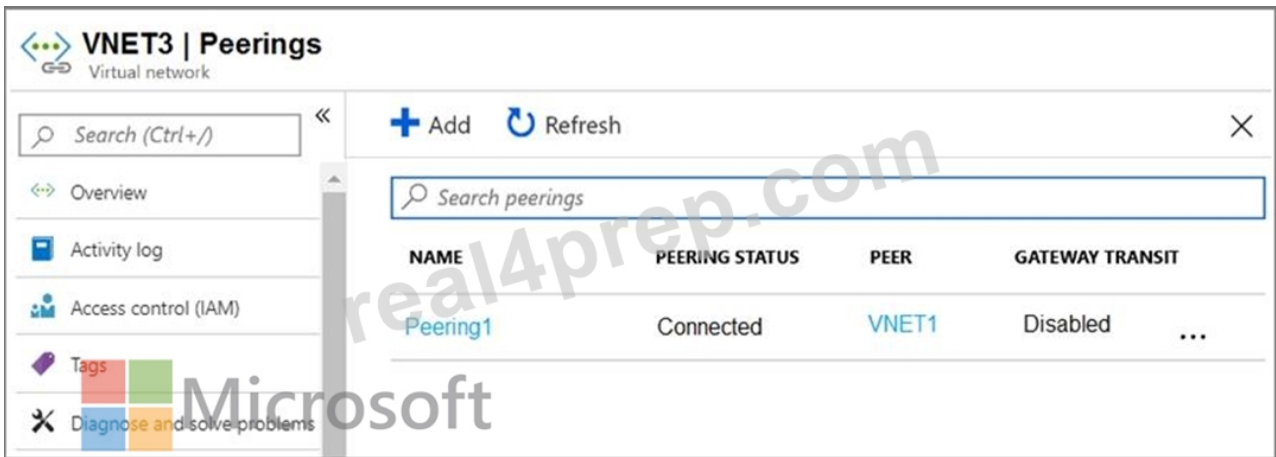 VNET3 | Peerings
Virtual network
Search (Ctrl+/)
«
Overview
Activity log
Access control (IAM)
Tags
Diagnose and solve problems
Add
Refresh
Search peerings
NAME PEERING STATUS PEER GATEWAY TRANSIT
Peering1 Connected VNET1 Disabled ...
real4prep.com
Microsoft